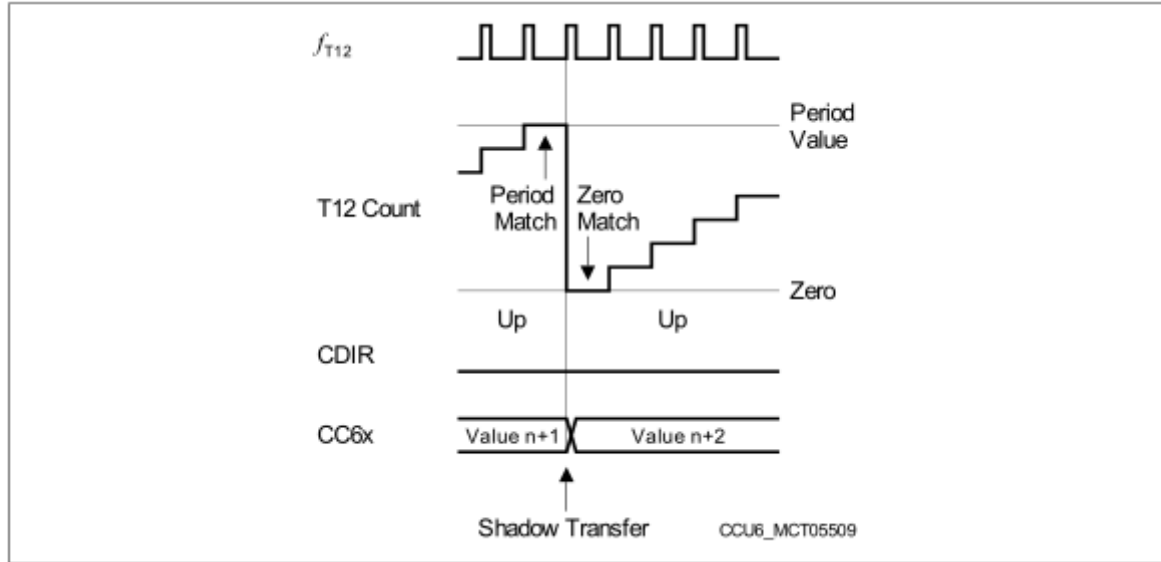 fT12
Period
Value
Period
Match
Zero
Match
T12 Count
Zero
Up
Up
CDIR
CC6x
Value n+1
Value n+2
Shadow Transfer
CCU6_MCT05509